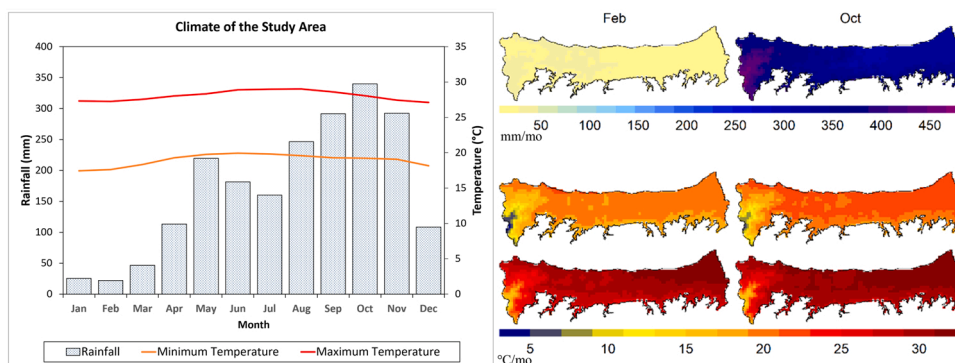 Climate of the Study Area
400
350
300
250
200
150
100
50
0
Rainfall (mm)
35
30
25
20
15
10
5
0
Temperature (°C)
Jan Feb Mar Apr May Jun Jul Aug Sep Oct Nov Dec
Month
Rainfall Minimum Temperature Maximum Temperature
Feb Oct
50 100 150 200 250 300 350 400 450
mm/mo
5 10 15 20 25 30
°C/mo